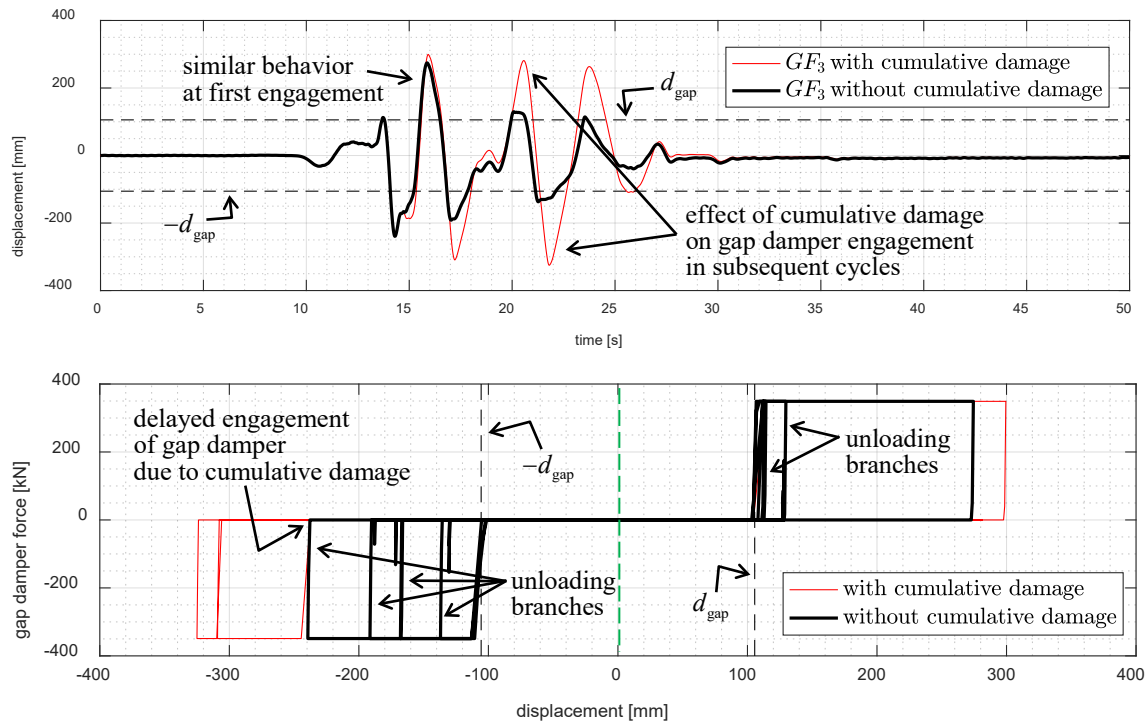 400
200
0
-200
-400
displacement [mm]
similar behavior
at first engagement
GF3 with cumulative damage
GF3 without cumulative damage
dgap
−dgap
effect of cumulative damage
on gap damper engagement
in subsequent cycles
0 5 10 15 20 25 30 35 40 45 50
time [s]
400
200
0
-200
-400
gap damper force [kN]
delayed engagement
of gap damper
due to cumulative damage
−dgap
unloading
branches
unloading
branches
dgap
with cumulative damage
without cumulative damage
-400 -300 -200 -100 0 100 200 300 400
displacement [mm]